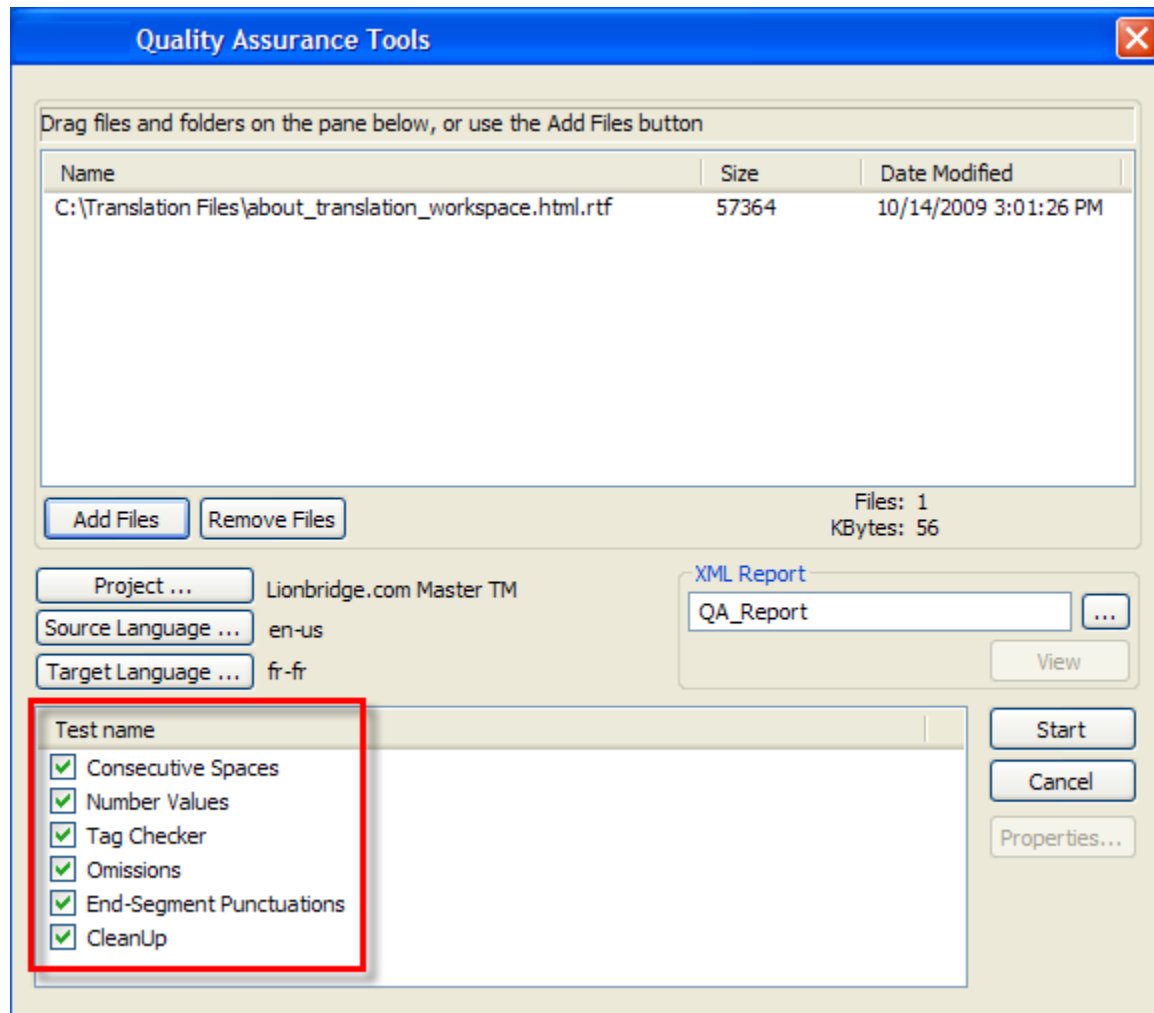 Quality Assurance Tools
Drag files and folders on the pane below, or use the Add Files button
Name Size Date Modified
C:\Translation Files\about_translation_workspace.html.rtf 57364 10/14/2009 3:01:26 PM
Add Files Remove Files
Files: 1
KBytes: 56
Project ... Lionbridge.com Master TM
Source Language ... en-us
Target Language ... fr-fr
XML Report
QA_Report ...
View
Test name
Consecutive Spaces
Number Values
Tag Checker
Omissions
End-Segment Punctuations
CleanUp
Start
Cancel
Properties...